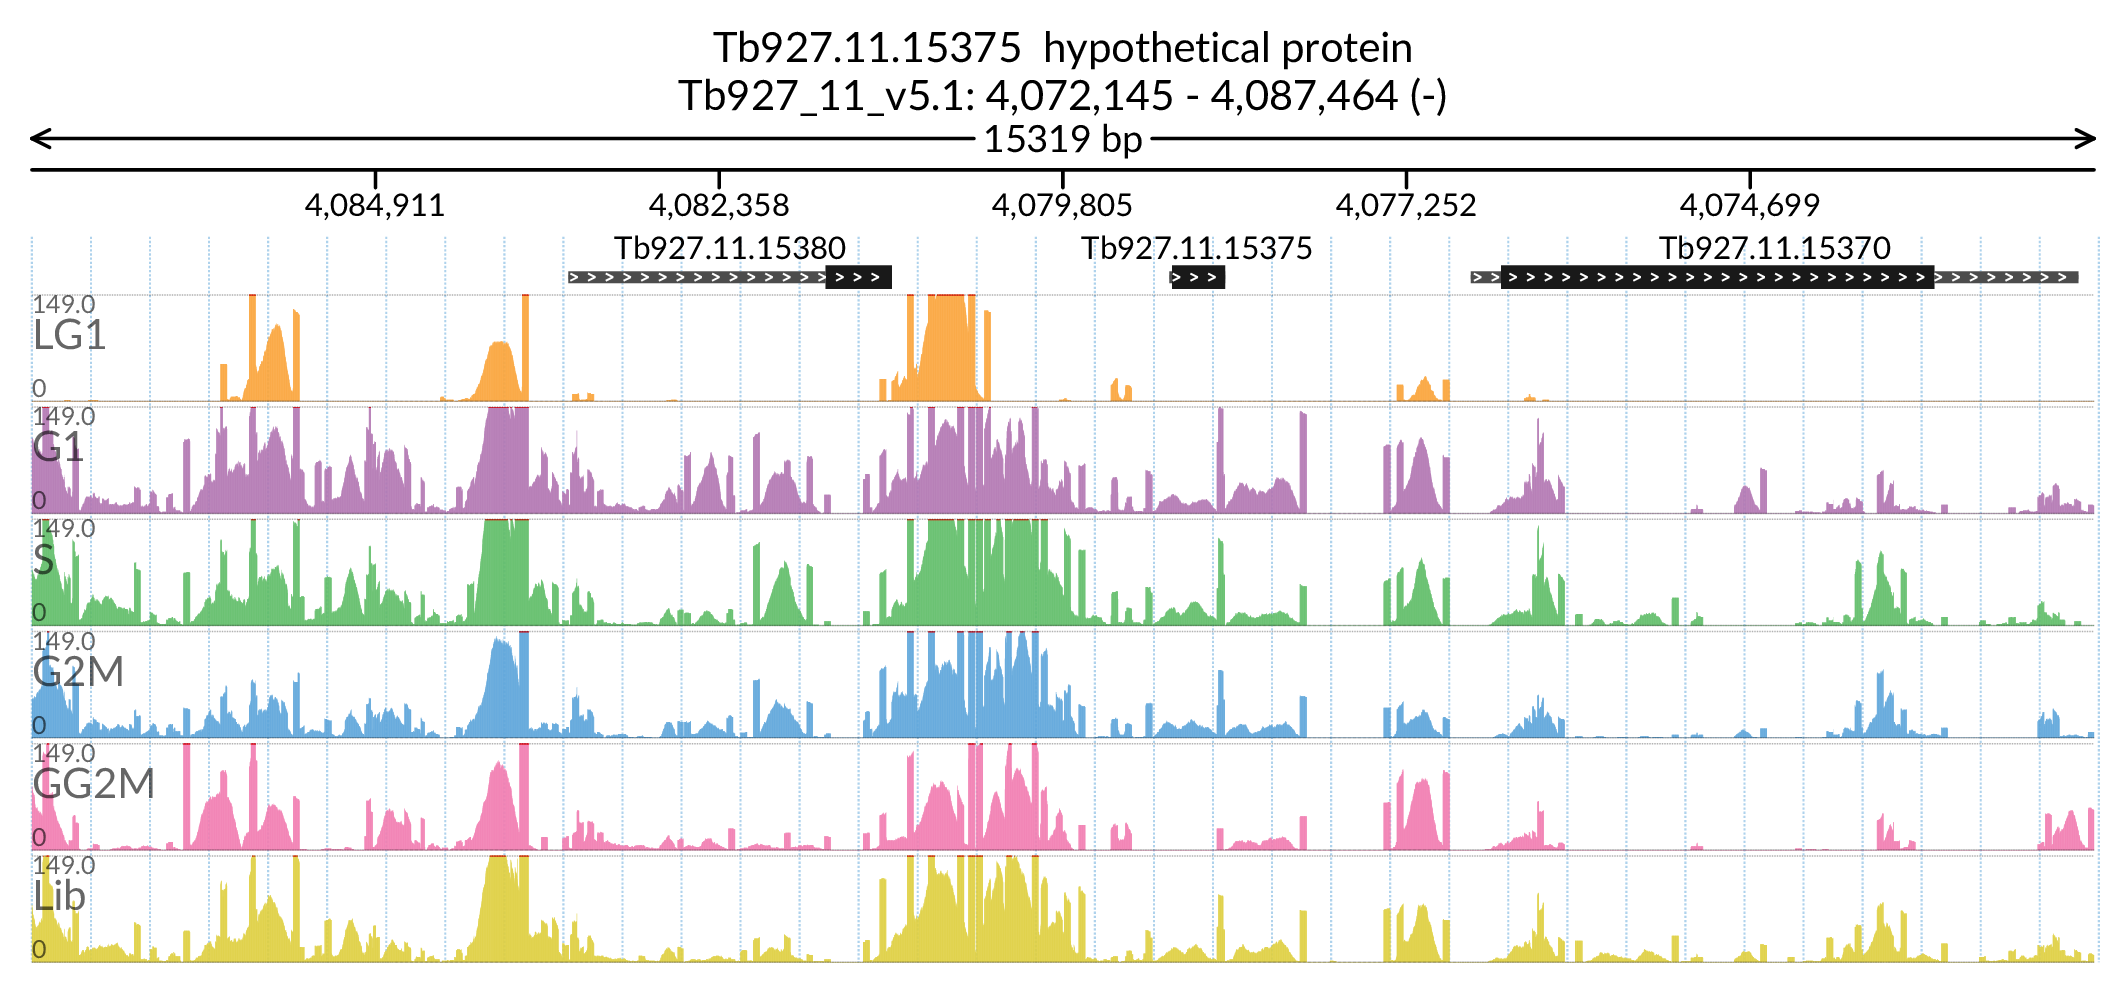 Tb927.11.15375 hypothetical protein
Tb927_11_v5.1: 4,072,145 - 4,087,464 (-)
15319 bp
4,084,911 4,082,358 4,079,805 4,077,252 4,074,699
Tb927.11.15380 Tb927.11.15375 Tb927.11.15370
149.0
LG1
0
149.0
G1
0
149.0
S
0
149.0
G2M
0
149.0
GG2M
0
149.0
Lib
0